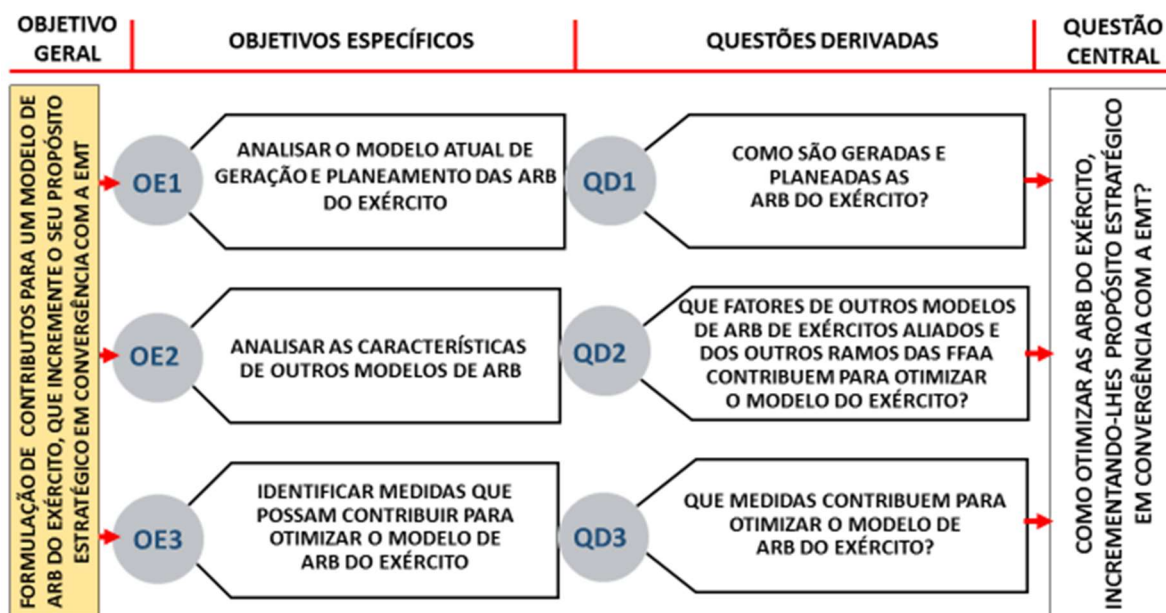 OBJETIVO
GERAL
OBJETIVOS ESPECÍFICOS
QUESTÕES DERIVADAS
QUESTÃO
CENTRAL
FORMULAÇÃO DE CONTRIBUTOS PARA UM MODELO DE
ARB DO EXÉRCITO, QUE INCREMENTE O SEU PROPÓSITO
ESTRATÉGICO EM CONVERGÊNCIA COM A EMT
OE1
ANALISAR O MODELO ATUAL DE
GERAÇÃO E PLANEAMENTO DAS ARB
DO EXÉRCITO
QD1
COMO SÃO GERADAS E
PLANEADAS AS
ARB DO EXÉRCITO?
OE2
ANALISAR AS CARACTERÍSTICAS
DE OUTROS MODELOS DE ARB
QD2
QUE FATORES DE OUTROS MODELOS
DE ARB DE EXÉRCITOS ALIADOS E
DOS OUTROS RAMOS DAS FFAA
CONTRIBUEM PARA OTIMIZAR
O MODELO DO EXÉRCITO?
OE3
IDENTIFICAR MEDIDAS QUE
POSSAM CONTRIBUIR PARA
OTIMIZAR O MODELO DE
ARB DO EXÉRCITO
QD3
QUE MEDIDAS CONTRIBUEM PARA
OTIMIZAR O MODELO DE
ARB DO EXÉRCITO?
COMO OTIMIZAR AS ARB DO EXÉRCITO,
INCREMENTANDO-LHES PROPÓSITO ESTRATÉGICO
EM CONVERGÊNCIA COM A EMT?